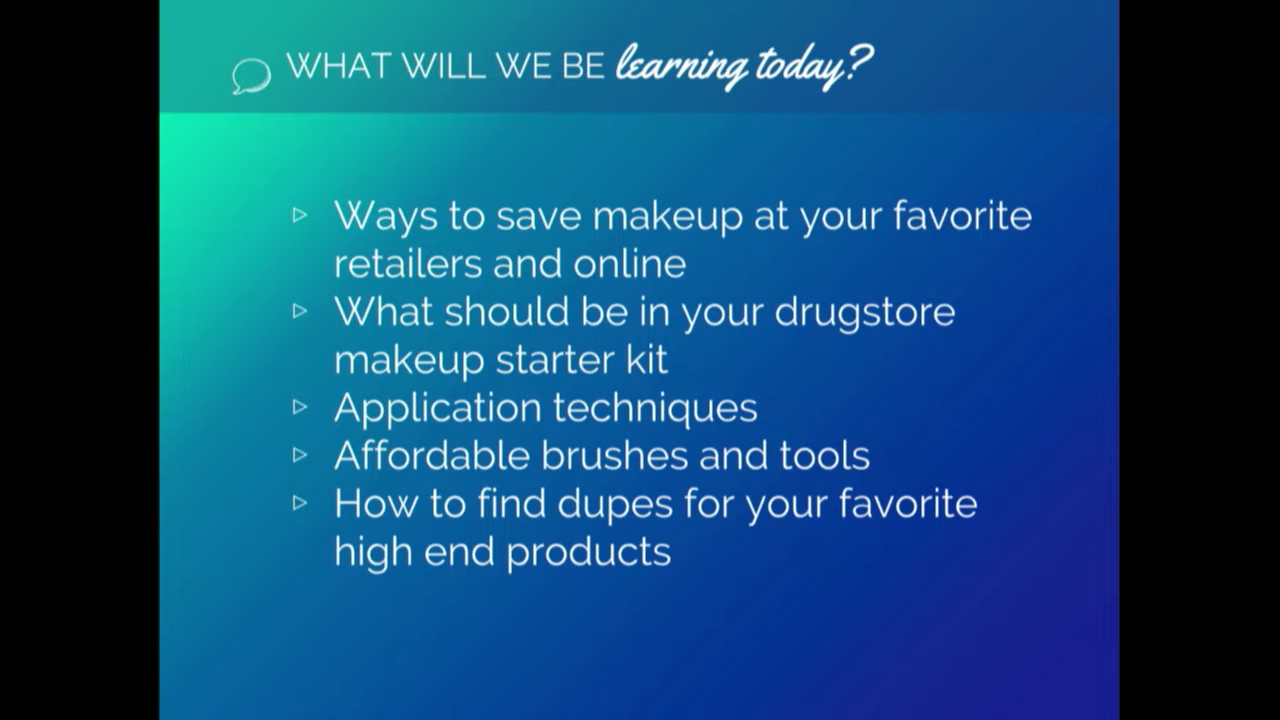 WHAT WILL WE BE learning today?
Ways to save makeup at your favorite
retailers and online
What should be in your drugstore
makeup starter kit
Application techniques
Affordable brushes and tools
How to find dupes for your favorite
high end products